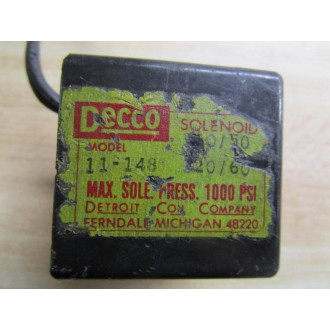 Decco SOLENOID
MODEL
11-148 20/60
MAX. SOLE. PRESS. 1000 PSI
DETROIT COIL COMPANY
FERNDALE MICHIGAN 48220